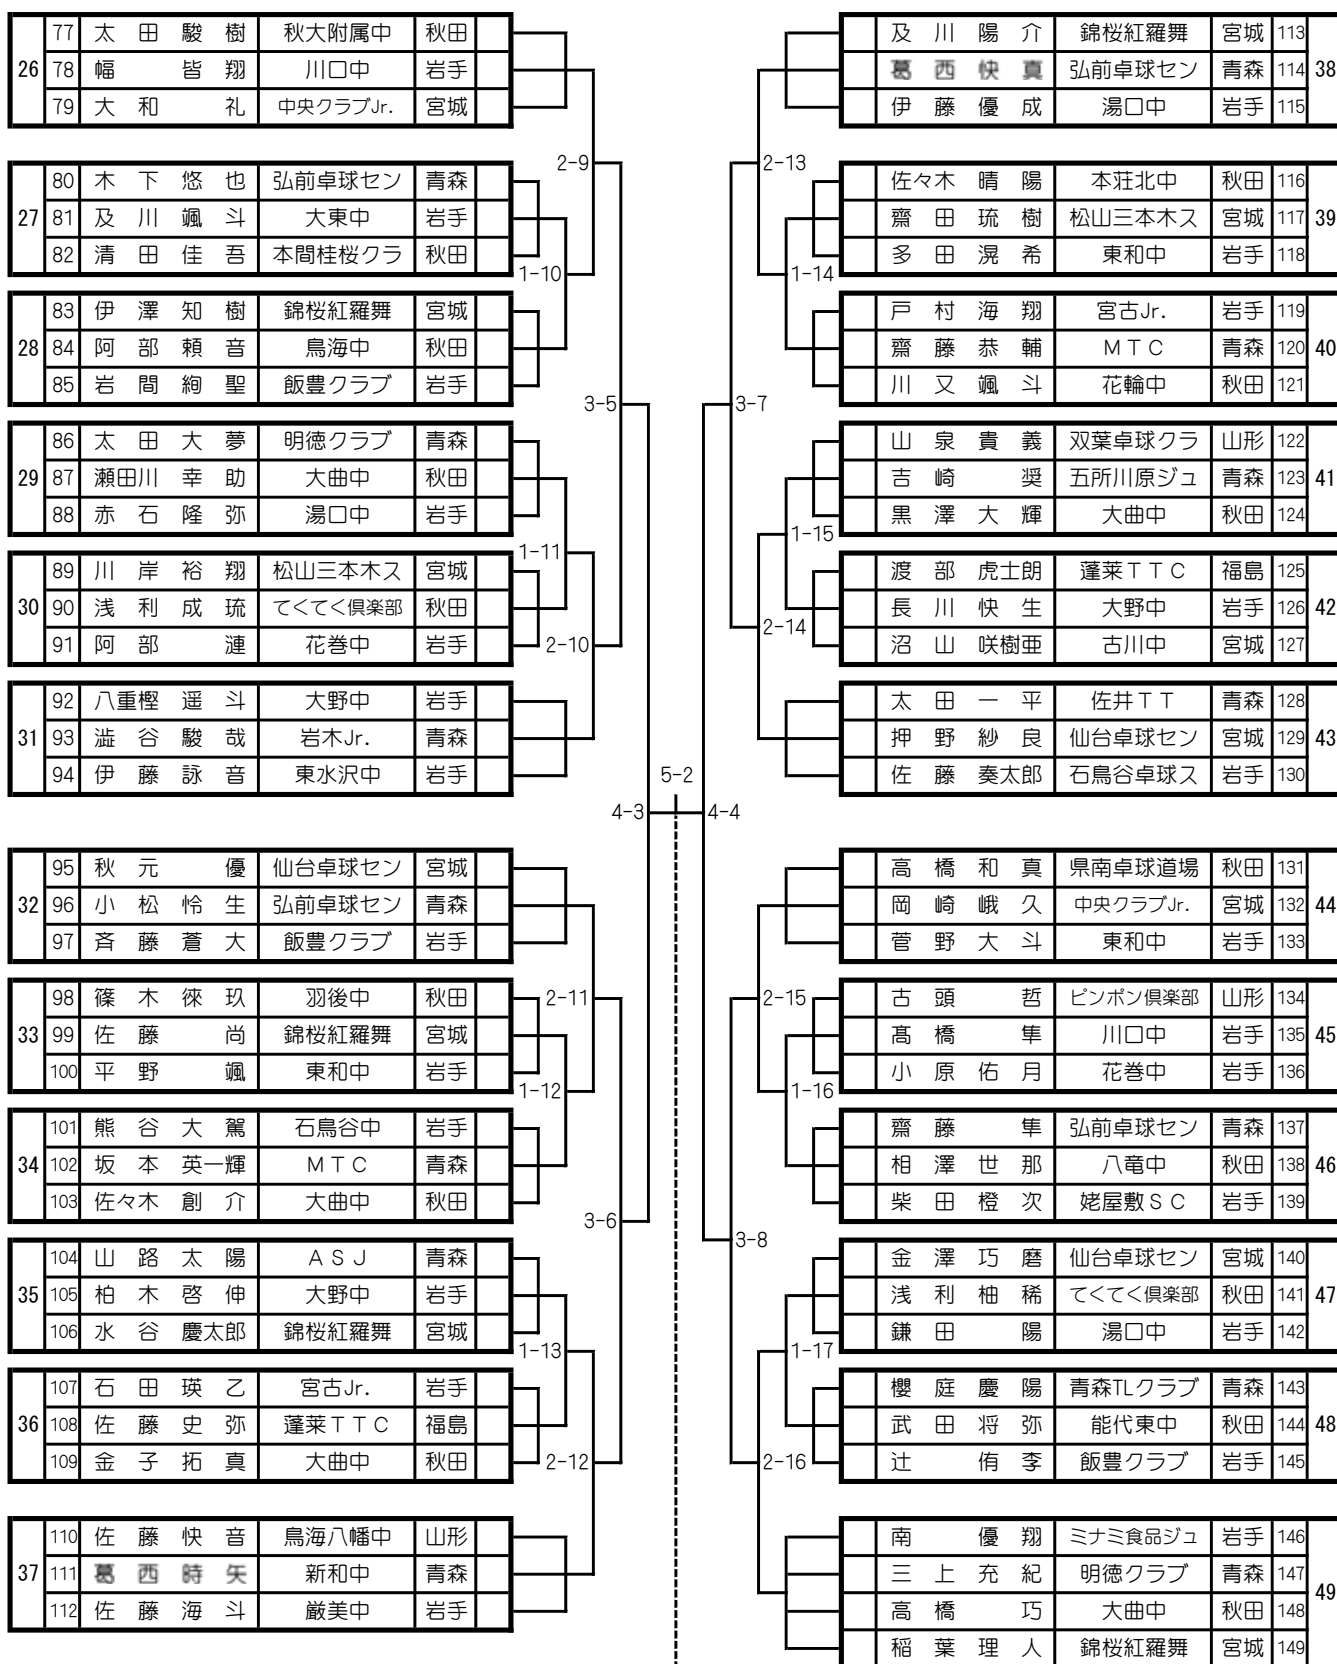 77 太田駿樹 秋大附属中 秋田
26 78 幅皆翔 川口中 岩手
79 大和礼 中央クラブJr. 宮城
2-9
80 木下悠也 弘前卓球セン 青森
27 81 及川颯斗 大東中 岩手
82 清田佳吾 本間桂桜クラ 秋田
1-10
83 伊澤知樹 錦桜紅羅舞 宮城
28 84 阿部頼音 鳥海中 秋田
85 岩間絢聖 飯豊クラブ 岩手
3-5
86 太田大夢 明徳クラブ 青森
29 87 瀬田川幸助 大曲中 秋田
88 赤石隆弥 湯口中 岩手
1-11
89 川岸裕翔 松山三本木ス 宮城
30 90 浅利成琉 てくてく倶楽部 秋田
91 阿部漣 花巻中 岩手
2-10
92 八重樫遥斗 大野中 岩手
31 93 澁谷駿哉 岩木Jr. 青森
94 伊藤詠音 東水沢中 岩手
5-2
4-3
4-4
95 秋元優 仙台卓球セン 宮城
32 96 小松怜生 弘前卓球セン 青森
97 斉藤蒼大 飯豊クラブ 岩手
98 篠木徠玖 羽後中 秋田
2-11
33 99 佐藤尚 錦桜紅羅舞 宮城
100 平野颯 東和中 岩手
1-12
101 熊谷大駕 石鳥谷中 岩手
34 102 坂本英一輝 ＭＴＣ 青森
103 佐々木創介 大曲中 秋田
3-6
104 山路太陽 ＡＳＪ 青森
35 105 柏木啓伸 大野中 岩手
106 水谷慶太郎 錦桜紅羅舞 宮城
1-13
107 石田瑛乙 宮古Jr. 岩手
36 108 佐藤史弥 蓬莱ＴＴＣ 福島
109 金子拓真 大曲中 秋田
2-12
110 佐藤快音 鳥海八幡中 山形
37 111 葛西時矢 新和中 青森
112 佐藤海斗 厳美中 岩手
及川陽介 錦桜紅羅舞 宮城 113
葛西快真 弘前卓球セン 青森 114 38
伊藤優成 湯口中 岩手 115
2-13
佐々木晴陽 本荘北中 秋田 116
齋田琉樹 松山三本木ス 宮城 117 39
多田滉希 東和中 岩手 118
1-14
戸村海翔 宮古Jr. 岩手 119
齋藤恭輔 ＭＴＣ 青森 120 40
川又颯斗 花輪中 秋田 121
3-7
山泉貴義 双葉卓球クラ 山形 122
吉崎奨 五所川原ジュ 青森 123 41
黒澤大輝 大曲中 秋田 124
1-15
渡部虎士朗 蓬莱ＴＴＣ 福島 125
長川快生 大野中 岩手 126 42
2-14
沼山咲樹亜 古川中 宮城 127
太田一平 佐井ＴＴ 青森 128
押野紗良 仙台卓球セン 宮城 129 43
佐藤奏太郎 石鳥谷卓球ス 岩手 130
高橋和真 県南卓球道場 秋田 131
岡崎峨久 中央クラブJr. 宮城 132 44
菅野大斗 東和中 岩手 133
2-15
古頭哲 ピンポン倶楽部 山形 134
髙橋隼 川口中 岩手 135 45
小原佑月 花巻中 岩手 136
1-16
齋藤隼 弘前卓球セン 青森 137
相澤世那 八竜中 秋田 138 46
柴田橙次 姥屋敷ＳＣ 岩手 139
3-8
金澤巧磨 仙台卓球セン 宮城 140
浅利柚稀 てくてく倶楽部 秋田 141 47
鎌田陽 湯口中 岩手 142
1-17
櫻庭慶陽 青森TLクラブ 青森 143
武田将弥 能代東中 秋田 144 48
2-16
辻侑李 飯豊クラブ 岩手 145
南優翔 ミナミ食品ジュ 岩手 146
三上充紀 明徳クラブ 青森 147
49
高橋巧 大曲中 秋田 148
稲葉理人 錦桜紅羅舞 宮城 149